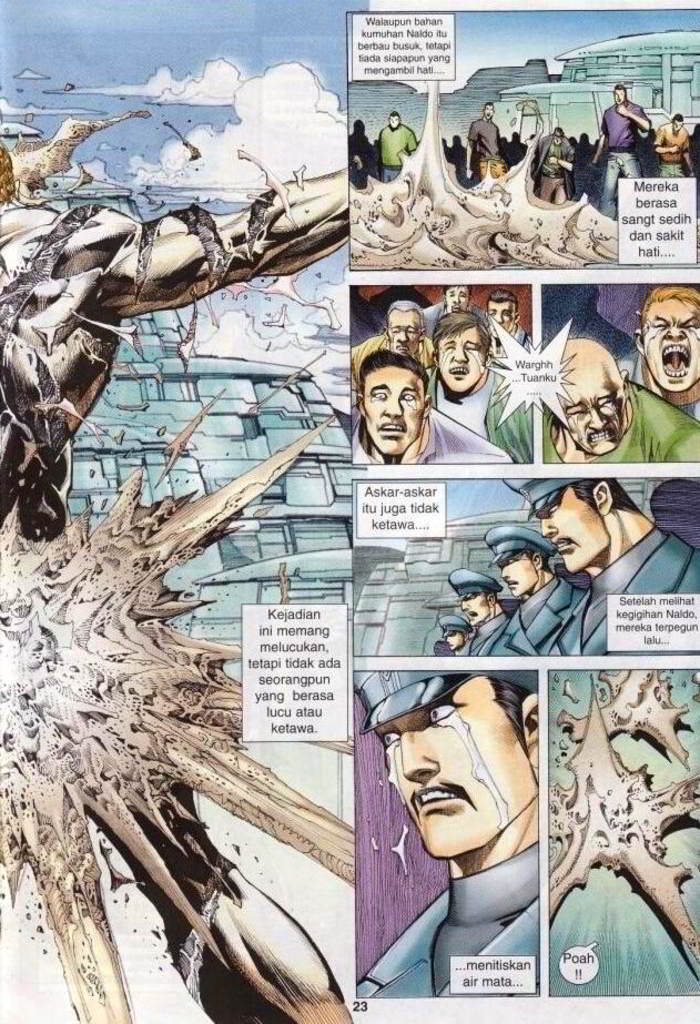 Walaupun bahan
kumuhan Naldo itu
berbau busuk, tetapi
tiada siapapun yang
mengambil hati....
Mereka
berasa
sangt sedih
dan sakit
hati....
Warghh
...Tuanku
.....
Askar-askar
itu juga tidak
ketawa....
Setelah melihat
kegigihan Naldo,
mereka terpegun
lalu...
Kejadian
ini memang
melucukan,
tetapi tidak ada
seorangpun
yang berasa
lucu atau
ketawa.
...menitiskan
air mata...
Poah
!!
23